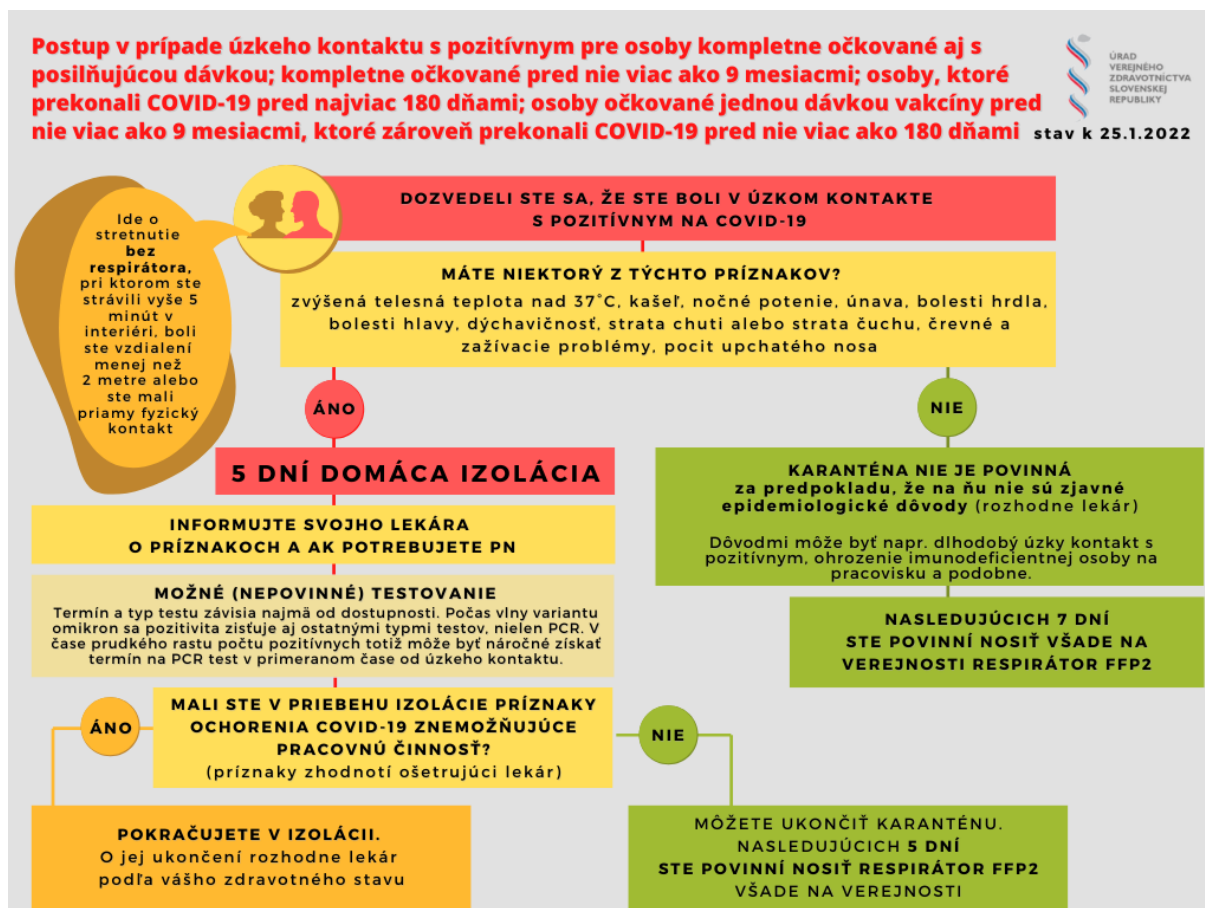 Postup v prípade úzkeho kontaktu s pozitívnym pre osoby kompletne očkované aj s
posilňujúcou dávkou; kompletne očkované pred nie viac ako 9 mesiacmi; osoby, ktoré
prekonali COVID-19 pred najviac 180 dňami; osoby očkované jednou dávkou vakcíny pred
nie viac ako 9 mesiacmi, ktoré zároveň prekonali COVID-19 pred nie viac ako 180 dňami
ÚRAD
VEREJNÉHO
ZDRAVOTNÍCTVA
SLOVENSKEJ
REPUBLIKY
stav k 25.1.2022
Ide o
stretnutie
bez
respirátora,
pri ktorom ste
strávili vyše 5
minút v
interiéri, boli
ste vzdialení
menej než
2 metre alebo
ste mali
priamy fyzický
kontakt
DOZVEDELI STE SA, ŽE STE BOLI V ÚZKOM KONTAKTE
S POZITÍVNYM NA COVID-19
MÁTE NIEKTORÝ Z TÝCHTO PRÍZNAKOV?
zvýšená telesná teplota nad 37°C, kašeľ, nočné potenie, únava, bolesti hrdla,
bolesti hlavy, dýchavičnosť, strata chuti alebo strata čuchu, črevné a
zažívacie problémy, pocit upchatého nosa
ÁNO
NIE
5 DNÍ DOMÁCA IZOLÁCIA
INFORMUJTE SVOJHO LEKÁRA
O PRÍZNAKOCH A AK POTREBUJETE PN
MOŽNÉ (NEPOVINNÉ) TESTOVANIE
Termín a typ testu závisia najmä od dostupnosti. Počas vlny variantu
omikron sa pozitivita zisťuje aj ostatnými typmi testov, nielen PCR. V
čase prudkého rastu počtu pozitívnych totiž môže byť náročné získať
termín na PCR test v primeranom čase od úzkeho kontaktu.
KARANTÉNA NIE JE POVINNÁ
za predpokladu, že na ňu nie sú zjavné
epidemiologické dôvody (rozhodne lekár)
Dôvodmi môže byť napr. dlhodobý úzky kontakt s
pozitívnym, ohrozenie imunodeficientnej osoby na
pracovisku a podobne.
NASLEDUJÚCICH 7 DNÍ
STE POVINNÍ NOSIŤ VŠADE NA
VEREJNOSTI RESPIRÁTOR FFP2
MALI STE V PRIEBEHU IZOLÁCIE PRÍZNAKY
OCHORENIA COVID-19 ZNEMOŽŇUJÚCE
PRACOVNÚ ČINNOSŤ?
(príznaky zhodnotí ošetrujúci lekár)
ÁNO
NIE
POKRAČUJETE V IZOLÁCII.
O jej ukončení rozhodne lekár
podľa vášho zdravotného stavu
MÔŽETE UKONČIŤ KARANTÉNU.
NASLEDUJÚCICH 5 DNÍ
STE POVINNÍ NOSIŤ RESPIRÁTOR FFP2
VŠADE NA VEREJNOSTI